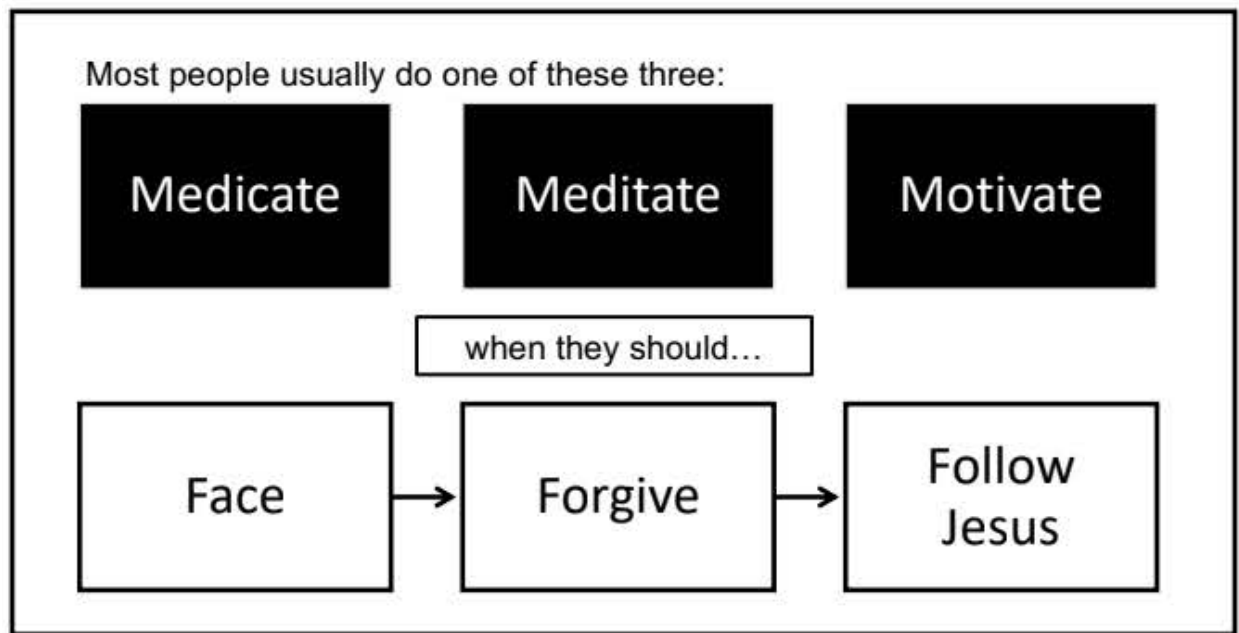 Most people usually do one of these three:
Medicate
Meditate
Motivate
when they should...
Face
Forgive
Follow
Jesus